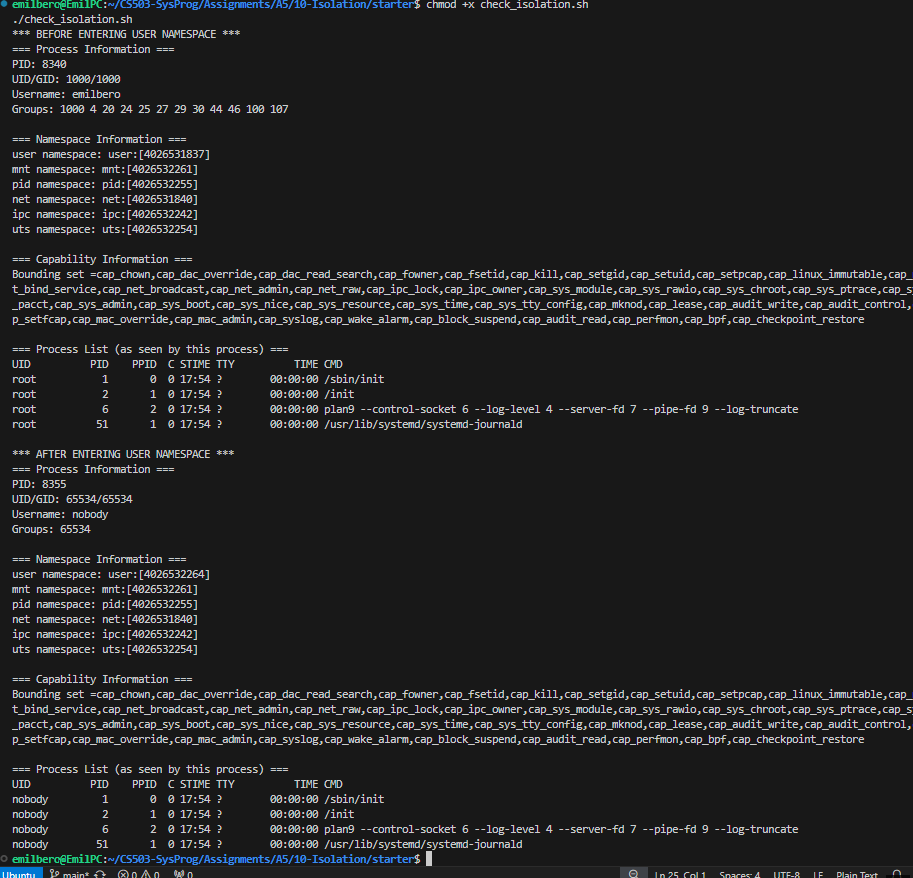 emilbero@EmilPC:~/CS503-SysProg/Assignments/A5/10-Isolation/starter$ chmod +x check_isolation.sh
./check_isolation.sh
*** BEFORE ENTERING USER NAMESPACE ***
=== Process Information ===
PID: 8340
UID/GID: 1000/1000
Username: emilbero
Groups: 1000 4 20 24 25 27 29 30 44 46 100 107
=== Namespace Information ===
user namespace: user:[4026531837]
mnt namespace: mnt:[4026532261]
pid namespace: pid:[4026532255]
net namespace: net:[4026531840]
ipc namespace: ipc:[4026532242]
uts namespace: uts:[4026532254]
=== Capability Information ===
Bounding set =cap_chown,cap_dac_override,cap_dac_read_search,cap_fowner,cap_fsetid,cap_kill,cap_setgid,cap_setuid,cap_setpcap,cap_linux_immutable,cap_
t_bind_service,cap_net_broadcast,cap_net_admin,cap_net_raw,cap_ipc_lock,cap_ipc_owner,cap_sys_module,cap_sys_rawio,cap_sys_chroot,cap_sys_ptrace,cap_s
_pacct,cap_sys_admin,cap_sys_boot,cap_sys_nice,cap_sys_resource,cap_sys_time,cap_sys_tty_config,cap_mknod,cap_lease,cap_audit_write,cap_audit_control,
p_setfcap,cap_mac_override,cap_mac_admin,cap_syslog,cap_wake_alarm,cap_block_suspend,cap_audit_read,cap_perfmon,cap_bpf,cap_checkpoint_restore
=== Process List (as seen by this process) ===
UID PID PPID C STIME TTY TIME CMD
root 1 0 0 17:54 ? 00:00:00 /sbin/init
root 2 1 0 17:54 ? 00:00:00 /init
root 6 2 0 17:54 ? 00:00:00 plan9 --control-socket 6 --log-level 4 --server-fd 7 --pipe-fd 9 --log-truncate
root 51 1 0 17:54 ? 00:00:00 /usr/lib/systemd/systemd-journald
*** AFTER ENTERING USER NAMESPACE ***
=== Process Information ===
PID: 8355
UID/GID: 65534/65534
Username: nobody
Groups: 65534
=== Namespace Information ===
user namespace: user:[4026532264]
mnt namespace: mnt:[4026532261]
pid namespace: pid:[4026532255]
net namespace: net:[4026531840]
ipc namespace: ipc:[4026532242]
uts namespace: uts:[4026532254]
=== Capability Information ===
Bounding set =cap_chown,cap_dac_override,cap_dac_read_search,cap_fowner,cap_fsetid,cap_kill,cap_setgid,cap_setuid,cap_setpcap,cap_linux_immutable,cap_
t_bind_service,cap_net_broadcast,cap_net_admin,cap_net_raw,cap_ipc_lock,cap_ipc_owner,cap_sys_module,cap_sys_rawio,cap_sys_chroot,cap_sys_ptrace,cap_s
_pacct,cap_sys_admin,cap_sys_boot,cap_sys_nice,cap_sys_resource,cap_sys_time,cap_sys_tty_config,cap_mknod,cap_lease,cap_audit_write,cap_audit_control,
p_setfcap,cap_mac_override,cap_mac_admin,cap_syslog,cap_wake_alarm,cap_block_suspend,cap_audit_read,cap_perfmon,cap_bpf,cap_checkpoint_restore
=== Process List (as seen by this process) ===
UID PID PPID C STIME TTY TIME CMD
nobody 1 0 0 17:54 ? 00:00:00 /sbin/init
nobody 2 1 0 17:54 ? 00:00:00 /init
nobody 6 2 0 17:54 ? 00:00:00 plan9 --control-socket 6 --log-level 4 --server-fd 7 --pipe-fd 9 --log-truncate
nobody 51 1 0 17:54 ? 00:00:00 /usr/lib/systemd/systemd-journald
emilbero@EmilPC:~/CS503-SysProg/Assignments/A5/10-Isolation/starter$
Ubuntu main* 0 0 0 Ln 25, Col 1 Spaces: 4 UTF-8 LF Plain Text